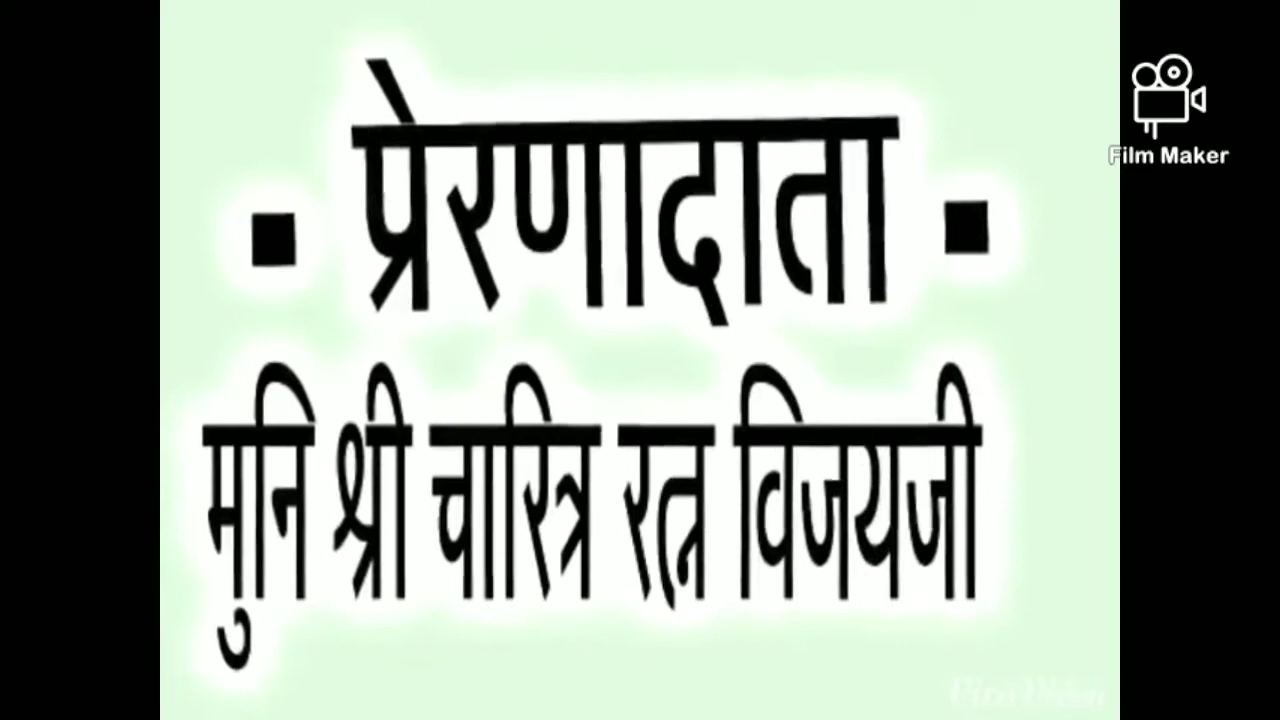 ▪ प्रेरणादाता ▪
मुनि श्री चारित्र रत्न विजयजी
Film Maker